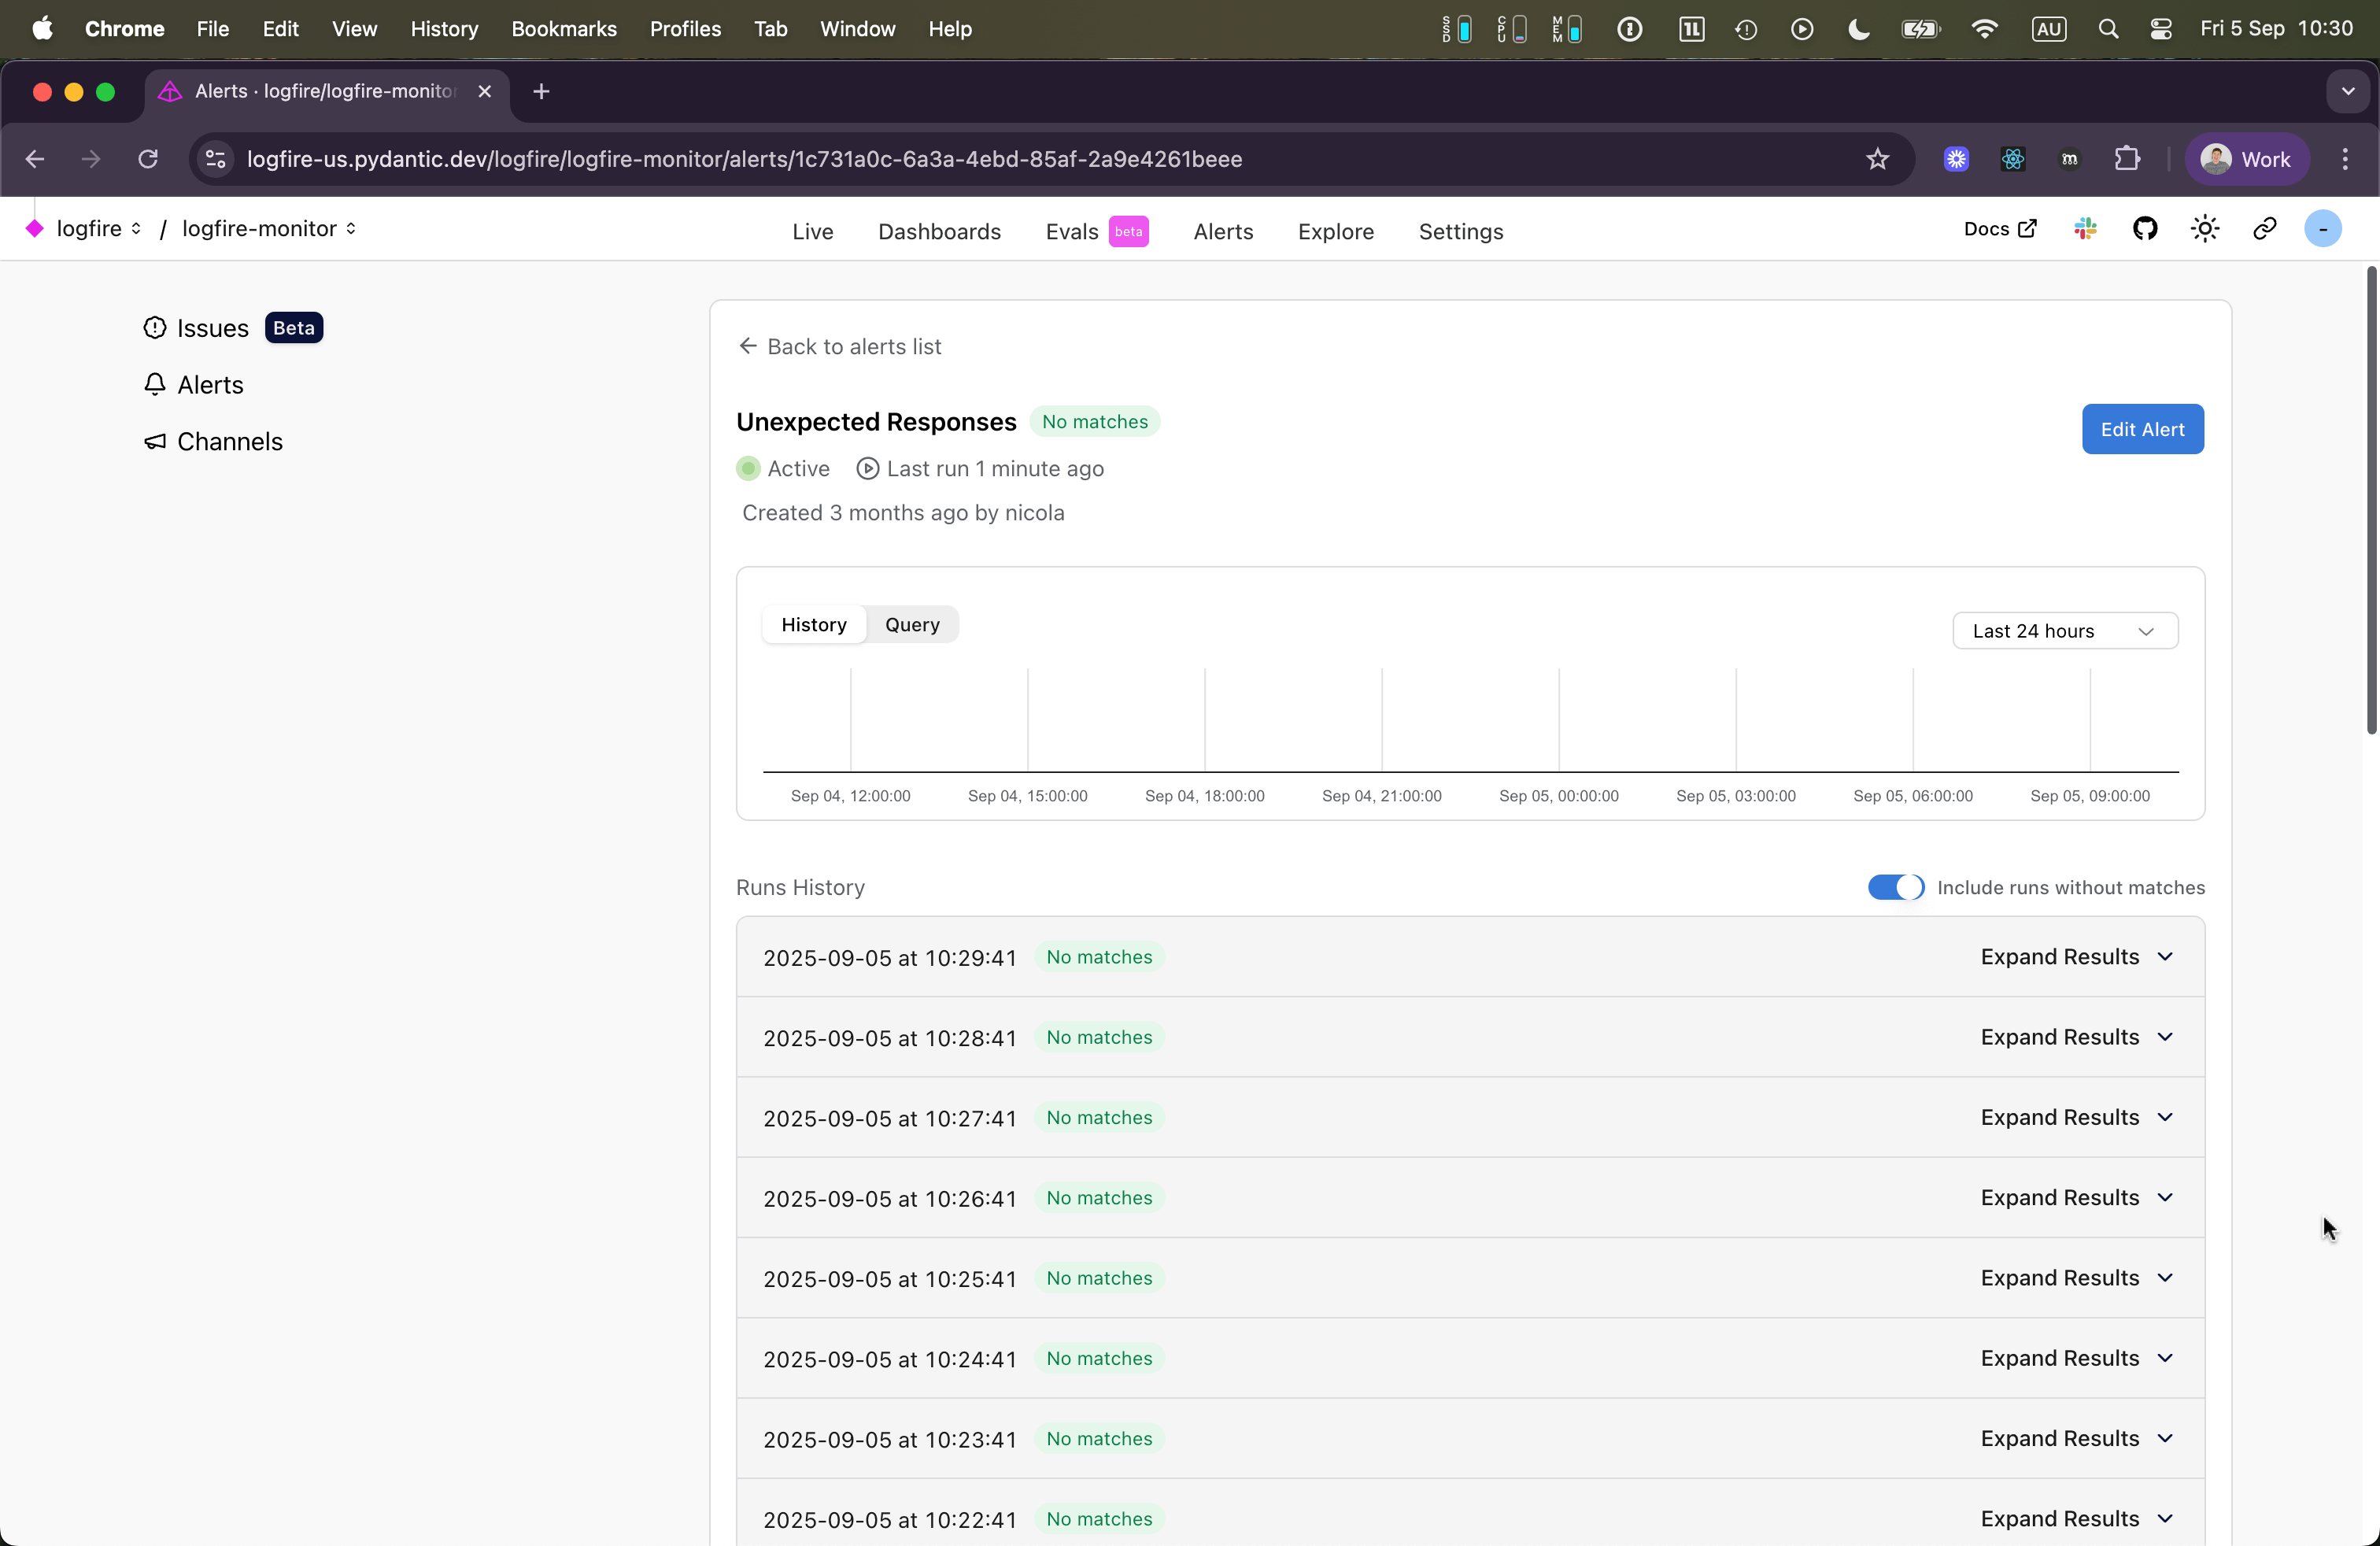 Chrome File Edit View History Bookmarks Profiles Tab Window Help SSD CPU MEM AU Fri 5 Sep 10:30
Alerts · logfire/logfire-monitor
logfire-us.pydantic.dev/logfire/logfire-monitor/alerts/1c731a0c-6a3a-4ebd-85af-2a9e4261beee m Work
logfire / logfire-monitor Live Dashboards Evals beta Alerts Explore Settings Docs -
Issues Beta
Alerts
Channels
Back to alerts list
Unexpected Responses No matches Edit Alert
Active Last run 1 minute ago
Created 3 months ago by nicola
History Query Last 24 hours
Sep 04, 12:00:00 Sep 04, 15:00:00 Sep 04, 18:00:00 Sep 04, 21:00:00 Sep 05, 00:00:00 Sep 05, 03:00:00 Sep 05, 06:00:00 Sep 05, 09:00:00
Runs History Include runs without matches
2025-09-05 at 10:29:41 No matches Expand Results
2025-09-05 at 10:28:41 No matches Expand Results
2025-09-05 at 10:27:41 No matches Expand Results
2025-09-05 at 10:26:41 No matches Expand Results
2025-09-05 at 10:25:41 No matches Expand Results
2025-09-05 at 10:24:41 No matches Expand Results
2025-09-05 at 10:23:41 No matches Expand Results
2025-09-05 at 10:22:41 No matches Expand Results